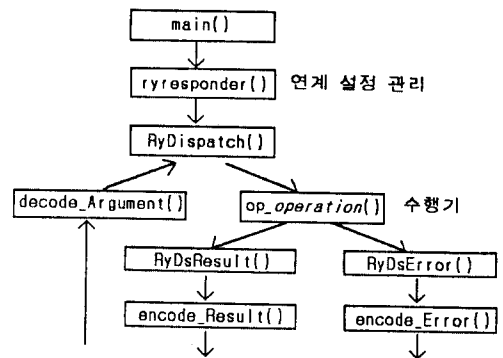 main()
ryresponder() 연계 설정 관리
RyDispatch()
decode_Argument() op_operation() 수행기
RyDsResult() RyDsError()
encode_Result() encode_Error()